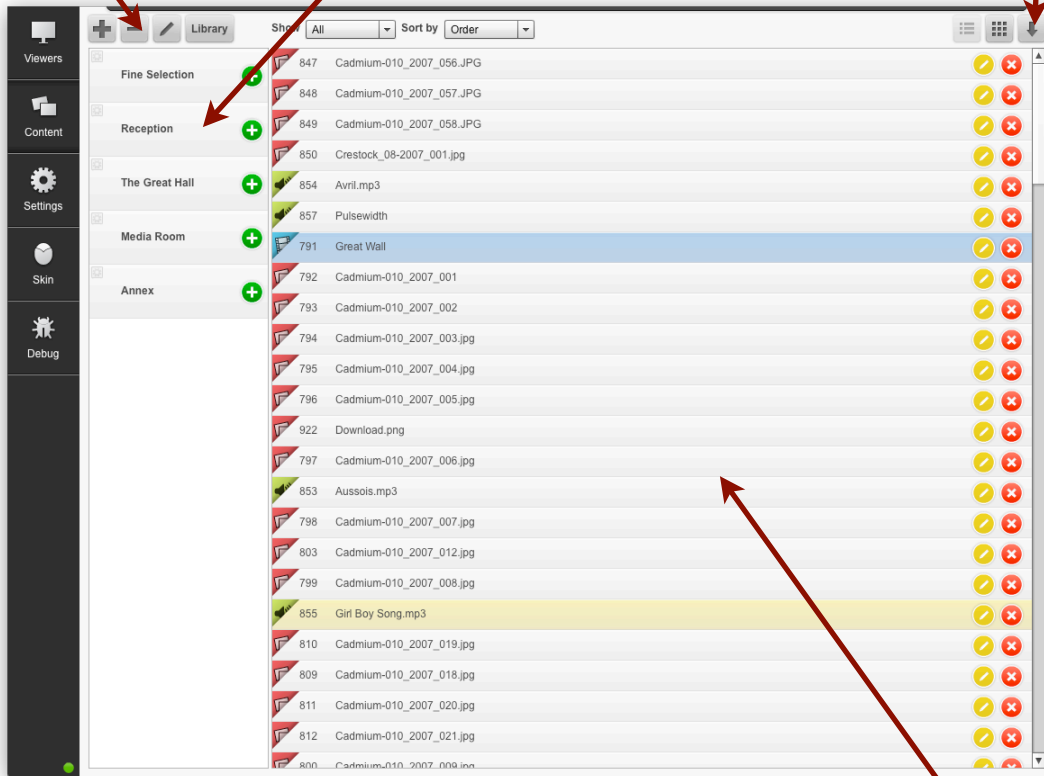 Library
Show All
Sort by Order
Viewers
Content
Settings
Skin
Debug
Fine Selection
Reception
The Great Hall
Media Room
Annex
847 Cadmium-010_2007_056.JPG
848 Cadmium-010_2007_057.JPG
849 Cadmium-010_2007_058.JPG
850 Crestock_08-2007_001.jpg
854 Avril.mp3
857 Pulsewidth
791 Great Wall
792 Cadmium-010_2007_001
793 Cadmium-010_2007_002
794 Cadmium-010_2007_003.jpg
795 Cadmium-010_2007_004.jpg
796 Cadmium-010_2007_005.jpg
922 Download.png
797 Cadmium-010_2007_006.jpg
853 Aussois.mp3
798 Cadmium-010_2007_007.jpg
803 Cadmium-010_2007_012.jpg
799 Cadmium-010_2007_008.jpg
855 Girl Boy Song.mp3
810 Cadmium-010_2007_019.jpg
809 Cadmium-010_2007_018.jpg
811 Cadmium-010_2007_020.jpg
812 Cadmium-010_2007_021.jpg
800 Cadmium-010_2007_009.jpg